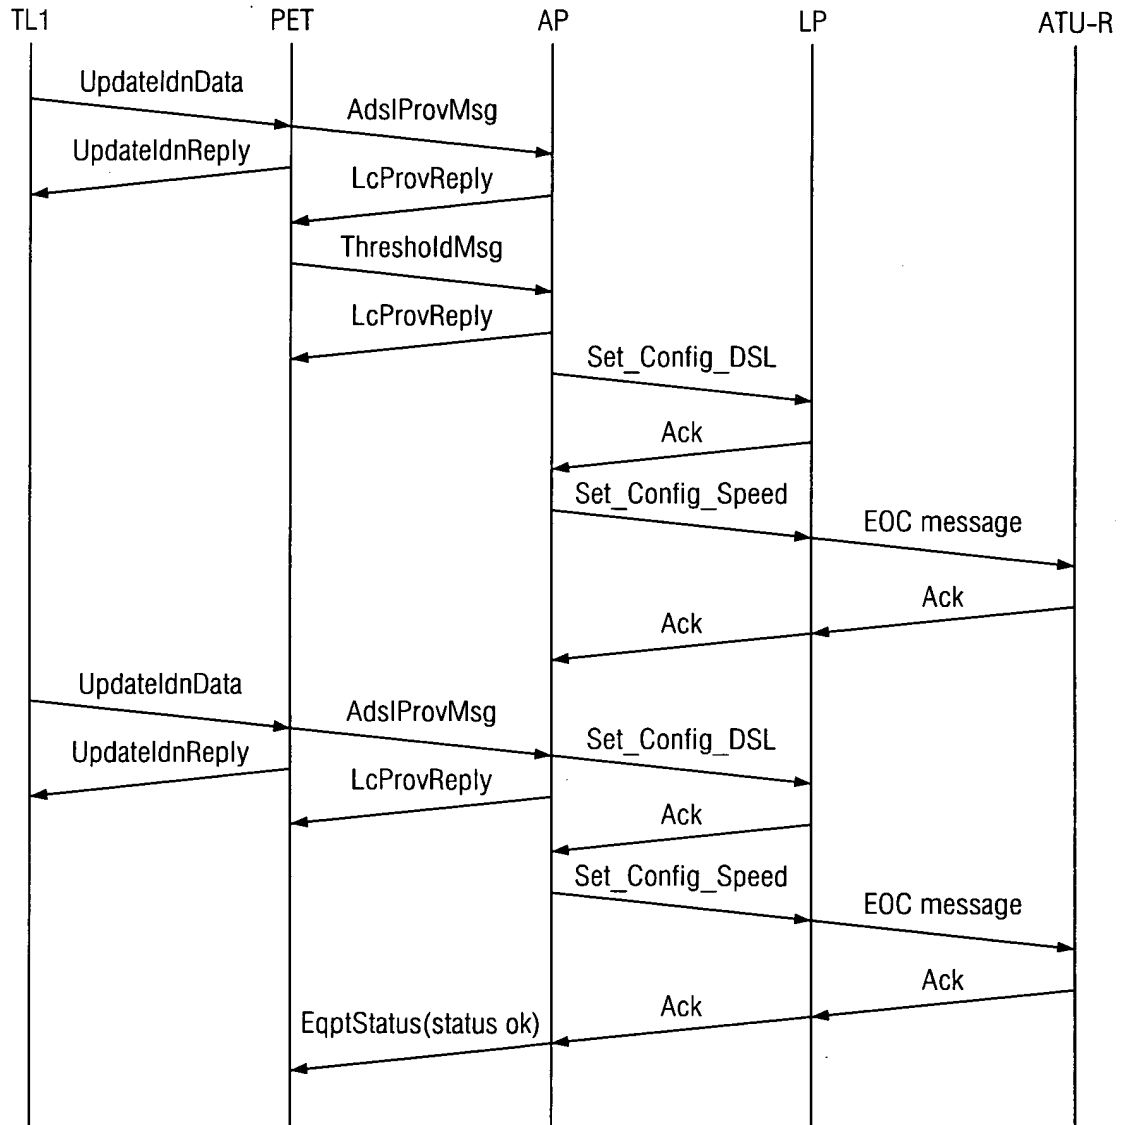 TL1 PET AP LP ATU-R
UpdateIdnData
AdslProvMsg
UpdateIdnReply
LcProvReply
ThresholdMsg
LcProvReply
Set_Config_DSL
Ack
Set_Config_Speed
EOC message
Ack
Ack
UpdateIdnData
AdslProvMsg
Set_Config_DSL
UpdateIdnReply
LcProvReply
Ack
Set_Config_Speed
EOC message
Ack
Ack
EqptStatus(status ok)